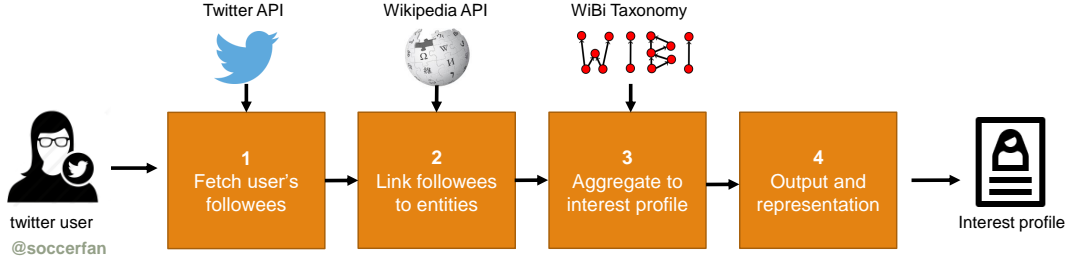 Twitter API
Wikipedia API
WiBi Taxonomy
WIBI
Ω
W
И
1
Fetch user's
followees
2
Link followees
to entities
3
Aggregate to
interest profile
4
Output and
representation
twitter user
@soccerfan
Interest profile